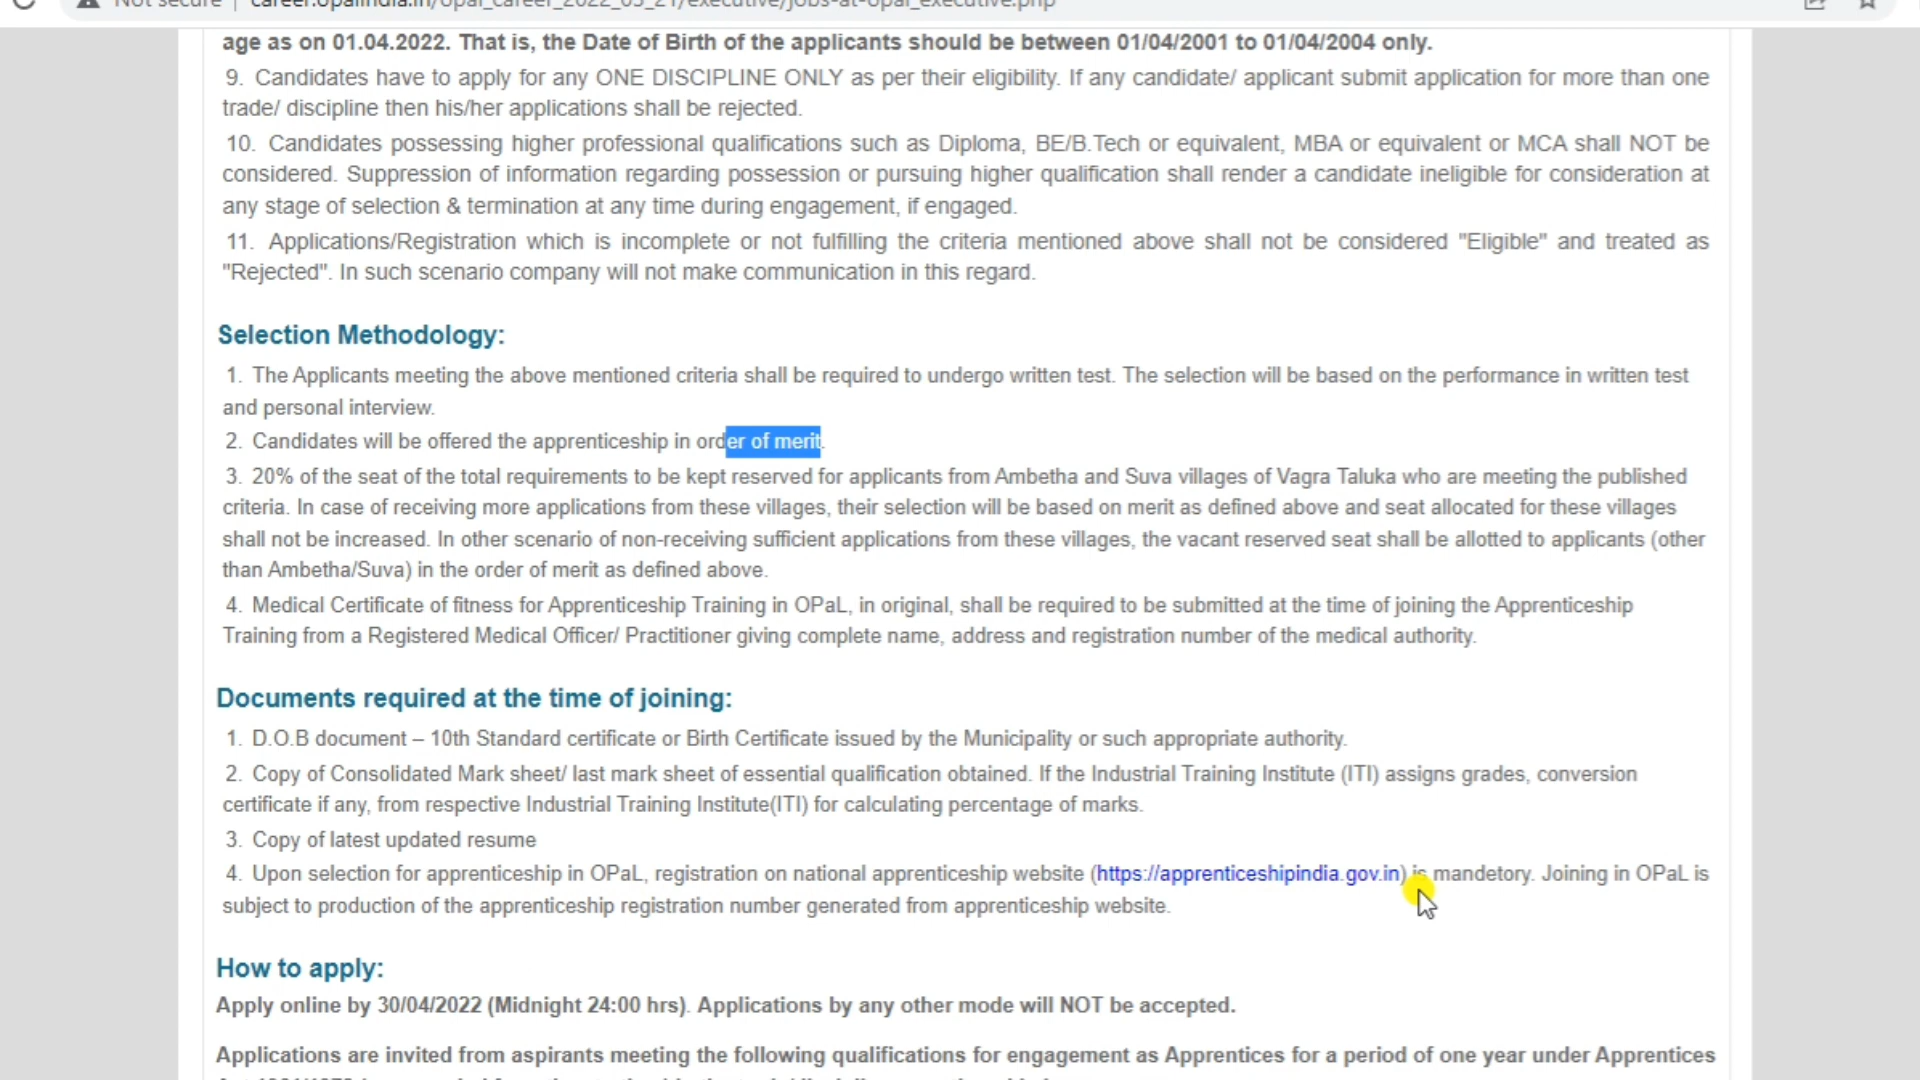 Not secure | career.opalindia.in/opal_career_2022_03_21/executive/jobs-at-opal_executive.php
age as on 01.04.2022. That is, the Date of Birth of the applicants should be between 01/04/2001 to 01/04/2004 only.
9. Candidates have to apply for any ONE DISCIPLINE ONLY as per their eligibility. If any candidate/ applicant submit application for more than one
trade/ discipline then his/her applications shall be rejected.
10. Candidates possessing higher professional qualifications such as Diploma, BE/B.Tech or equivalent, MBA or equivalent or MCA shall NOT be
considered. Suppression of information regarding possession or pursuing higher qualification shall render a candidate ineligible for consideration at
any stage of selection & termination at any time during engagement, if engaged.
11. Applications/Registration which is incomplete or not fulfilling the criteria mentioned above shall not be considered "Eligible" and treated as
"Rejected". In such scenario company will not make communication in this regard.
Selection Methodology:
1. The Applicants meeting the above mentioned criteria shall be required to undergo written test. The selection will be based on the performance in written test
and personal interview.
2. Candidates will be offered the apprenticeship in order of merit.
3. 20% of the seat of the total requirements to be kept reserved for applicants from Ambetha and Suva villages of Vagra Taluka who are meeting the published
criteria. In case of receiving more applications from these villages, their selection will be based on merit as defined above and seat allocated for these villages
shall not be increased. In other scenario of non-receiving sufficient applications from these villages, the vacant reserved seat shall be allotted to applicants (other
than Ambetha/Suva) in the order of merit as defined above.
4. Medical Certificate of fitness for Apprenticeship Training in OPaL, in original, shall be required to be submitted at the time of joining the Apprenticeship
Training from a Registered Medical Officer/ Practitioner giving complete name, address and registration number of the medical authority.
Documents required at the time of joining:
1. D.O.B document – 10th Standard certificate or Birth Certificate issued by the Municipality or such appropriate authority.
2. Copy of Consolidated Mark sheet/ last mark sheet of essential qualification obtained. If the Industrial Training Institute (ITI) assigns grades, conversion
certificate if any, from respective Industrial Training Institute(ITI) for calculating percentage of marks.
3. Copy of latest updated resume
4. Upon selection for apprenticeship in OPaL, registration on national apprenticeship website (https://apprenticeshipindia.gov.in) is mandatory. Joining in OPaL is
subject to production of the apprenticeship registration number generated from apprenticeship website.
How to apply:
Apply online by 30/04/2022 (Midnight 24:00 hrs). Applications by any other mode will NOT be accepted.
Applications are invited from aspirants meeting the following qualifications for engagement as Apprentices for a period of one year under Apprentices